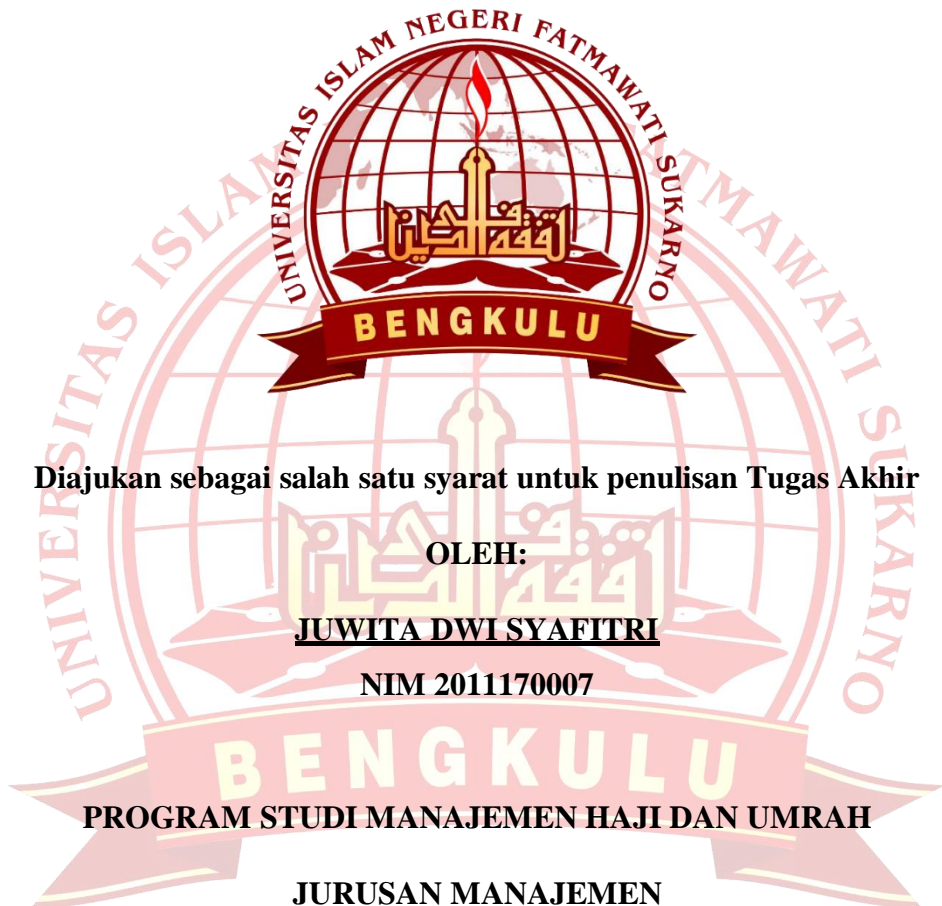 UNIVERSITAS ISLAM NEGERI FATMAWATI SUKARNO
BENGKULU
Diajukan sebagai salah satu syarat untuk penulisan Tugas Akhir
OLEH:
JUWITA DWI SYAFITRI
NIM 2011170007
BENGKULU
PROGRAM STUDI MANAJEMEN HAJI DAN UMRAH
JURUSAN MANAJEMEN